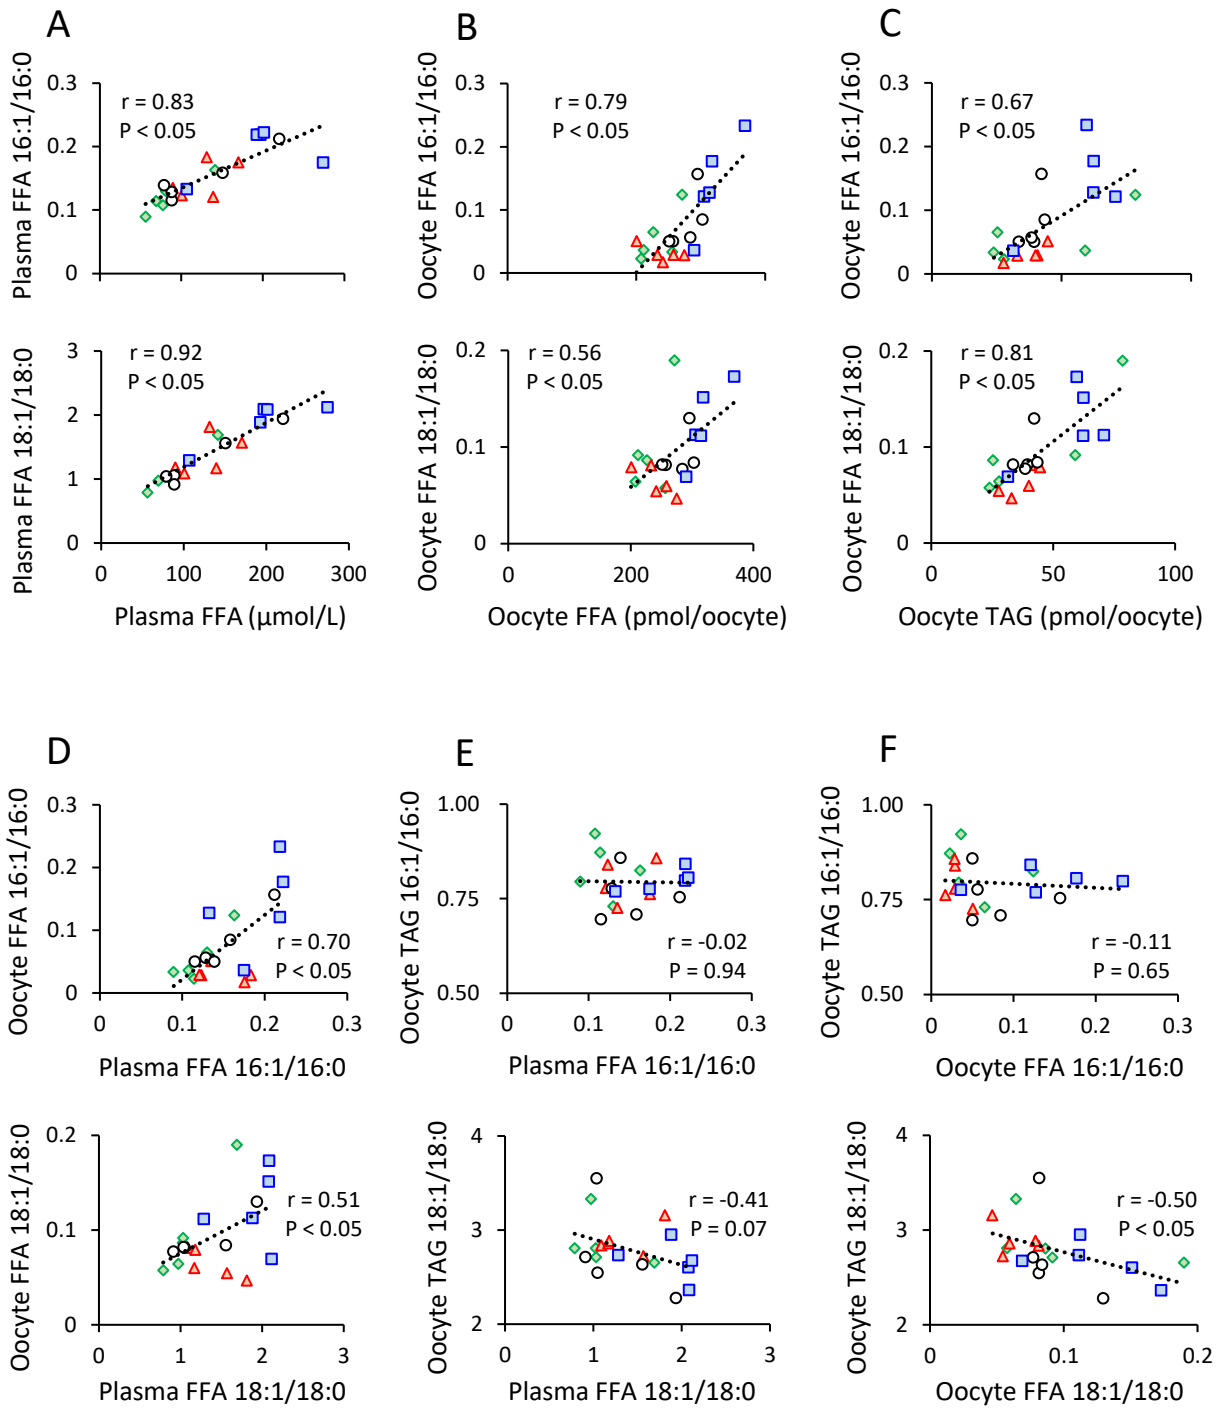 A
B
C
Plasma FFA 16:1/16:0
0.3
0.2
0.1
0
r = 0.83
P < 0.05
Oocyte FFA 16:1/16:0
0.3
0.2
0.1
0
r = 0.79
P < 0.05
Oocyte FFA 16:1/16:0
0.3
0.2
0.1
0
r = 0.67
P < 0.05
Plasma FFA 18:1/18:0
3
2
1
0
r = 0.92
P < 0.05
0
100
200
300
Plasma FFA (µmol/L)
Oocyte FFA 18:1/18:0
0.2
0.1
0
r = 0.56
P < 0.05
0
200
400
Oocyte FFA (pmol/oocyte)
Oocyte FFA 18:1/18:0
0.2
0.1
0
r = 0.81
P < 0.05
0
50
100
Oocyte TAG (pmol/oocyte)
D
E
F
Oocyte FFA 16:1/16:0
0.3
0.2
0.1
0
r = 0.70
P < 0.05
0
0.1
0.2
0.3
Plasma FFA 16:1/16:0
Oocyte TAG 16:1/16:0
1.00
0.75
0.50
r = -0.02
P = 0.94
0
0.1
0.2
0.3
Plasma FFA 16:1/16:0
Oocyte TAG 16:1/16:0
1.00
0.75
0.50
r = -0.11
P = 0.65
0
0.1
0.2
0.3
Oocyte FFA 16:1/16:0
Oocyte FFA 18:1/18:0
0.2
0.1
0
r = 0.51
P < 0.05
0
1
2
3
Plasma FFA 18:1/18:0
Oocyte TAG 18:1/18:0
4
3
2
r = -0.41
P = 0.07
0
1
2
3
Plasma FFA 18:1/18:0
Oocyte TAG 18:1/18:0
4
3
2
r = -0.50
P < 0.05
0
0.1
0.2
Oocyte FFA 18:1/18:0